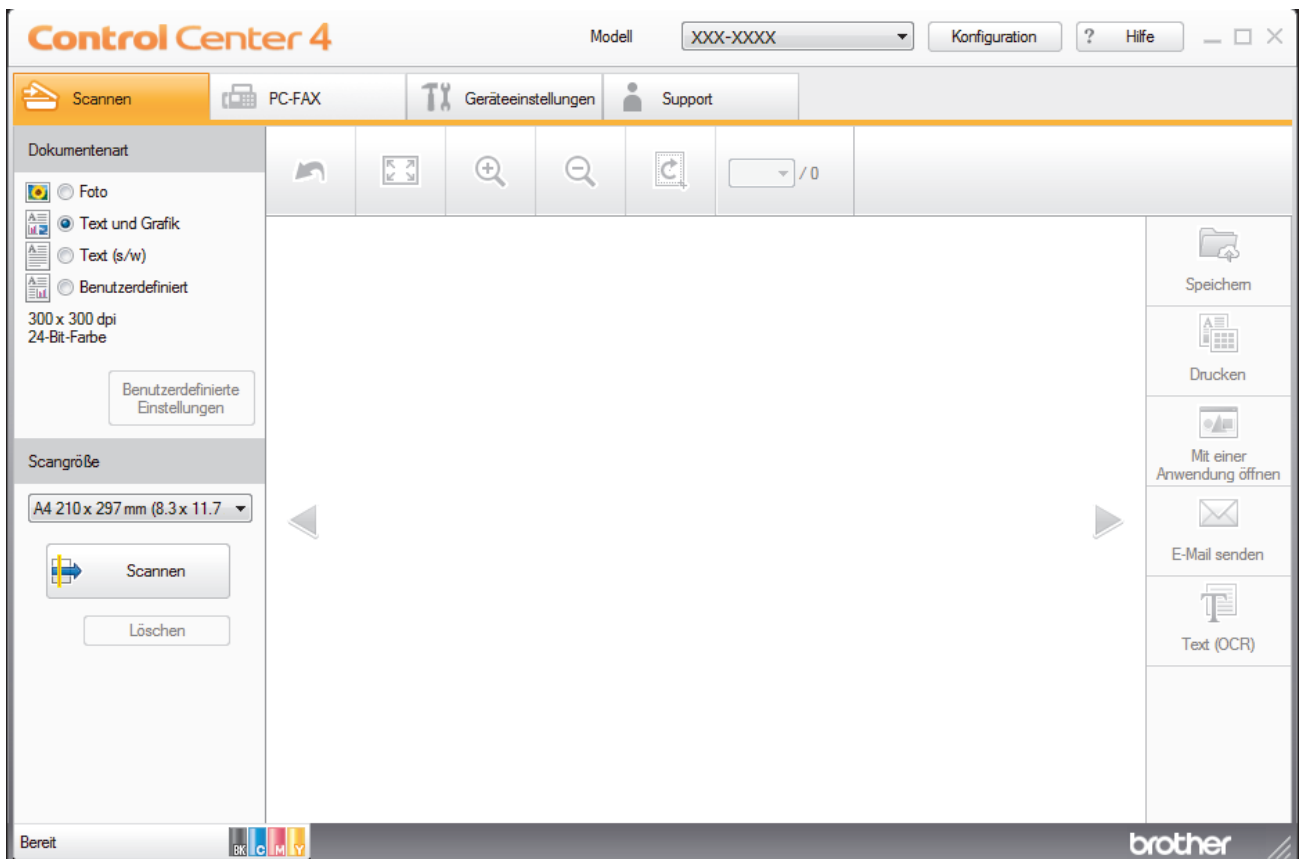 Control Center 4
Modell
XXX-XXXX
Konfiguration
? Hilfe
Scannen
PC-FAX
Geräteeinstellungen
Support
Dokumentenart
Foto
Text und Grafik
Text (s/w)
Benutzerdefiniert
300 x 300 dpi
24-Bit-Farbe
Benutzerdefinierte
Einstellungen
Scangröße
A4 210 x 297 mm (8.3 x 11.7
Scannen
Löschen
/ 0
Speichern
Drucken
Mit einer
Anwendung öffnen
E-Mail senden
Text (OCR)
Bereit
BK C M Y
brother